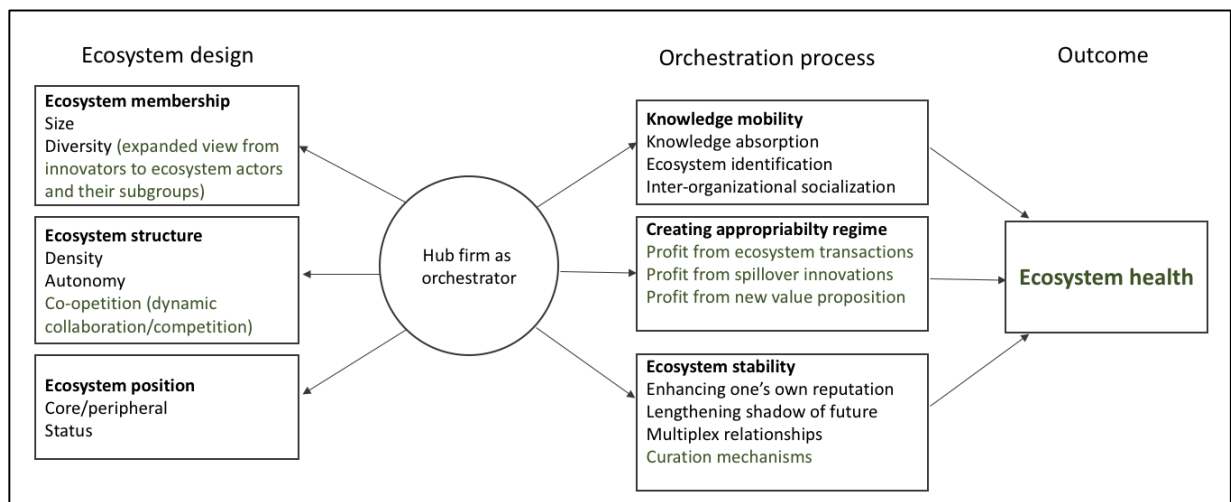 Ecosystem design
Ecosystem membership
Size
Diversity (expanded view from
innovators to ecosystem actors
and their subgroups)
Ecosystem structure
Density
Autonomy
Co-opetition (dynamic
collaboration/competition)
Ecosystem position
Core/peripheral
Status
Hub firm as
orchestrator
Orchestration process
Knowledge mobility
Knowledge absorption
Ecosystem identification
Inter-organizational socialization
Creating appropriabilty regime
Profit from ecosystem transactions
Profit from spillover innovations
Profit from new value proposition
Ecosystem stability
Enhancing one's own reputation
Lengthening shadow of future
Multiplex relationships
Curation mechanisms
Outcome
Ecosystem health